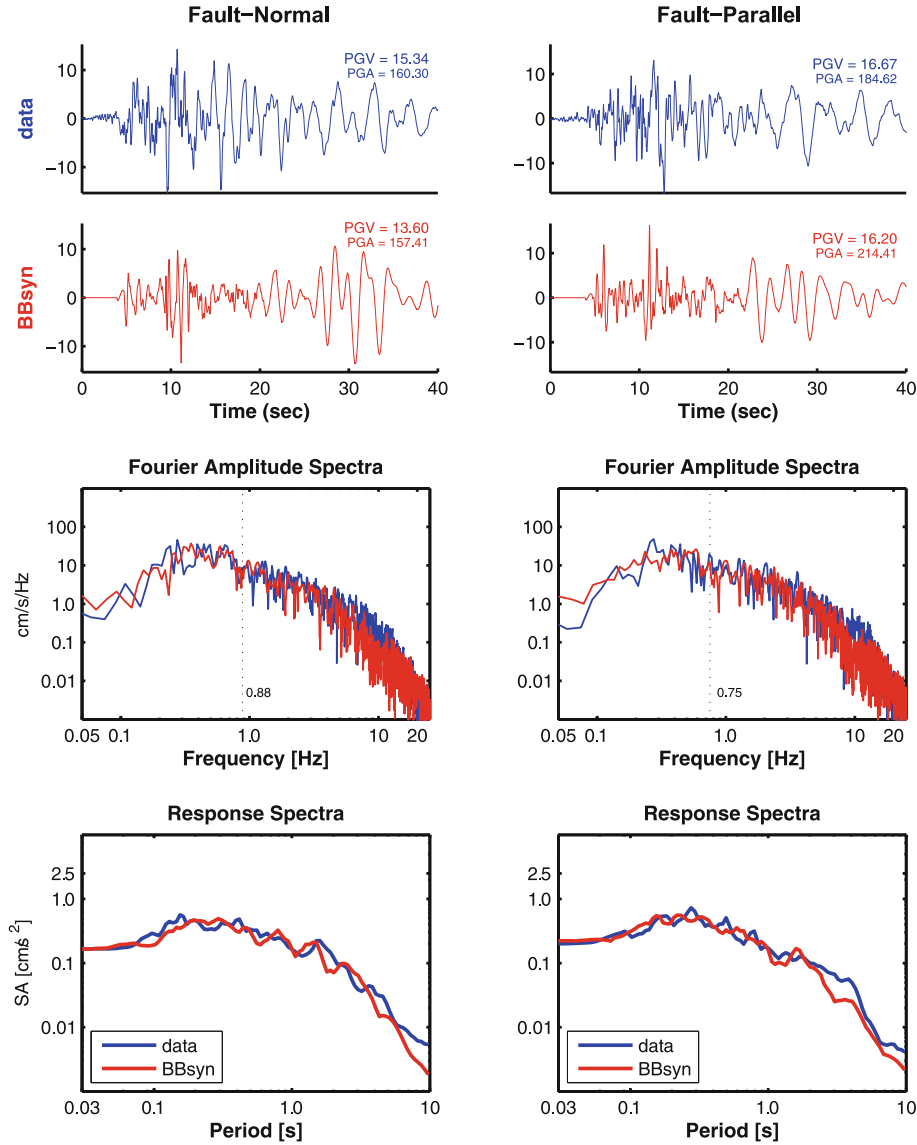 Fault–Normal
Fault–Parallel
data
10
0
−10
PGV = 15.34
PGA = 160.30
PGV = 16.67
PGA = 184.62
10
0
−10
BBsyn
10
0
−10
PGV = 13.60
PGA = 157.41
PGV = 16.20
PGA = 214.41
10
0
−10
0 10 20 30 40
0 10 20 30 40
Time (sec)
Time (sec)
Fourier Amplitude Spectra
Fourier Amplitude Spectra
cm/s/Hz
100
10
1.0
0.1
0.01
0.88
100
10
1.0
0.1
0.01
0.75
0.05 0.1 1.0 10 20
0.05 0.1 1.0 10 20
Frequency [Hz]
Frequency [Hz]
Response Spectra
Response Spectra
SA [cm/s²]
2.5
1.0
0.1
0.01
data
BBsyn
2.5
1.0
0.1
0.01
data
BBsyn
0.03 0.1 1.0 10
0.03 0.1 1.0 10
Period [s]
Period [s]